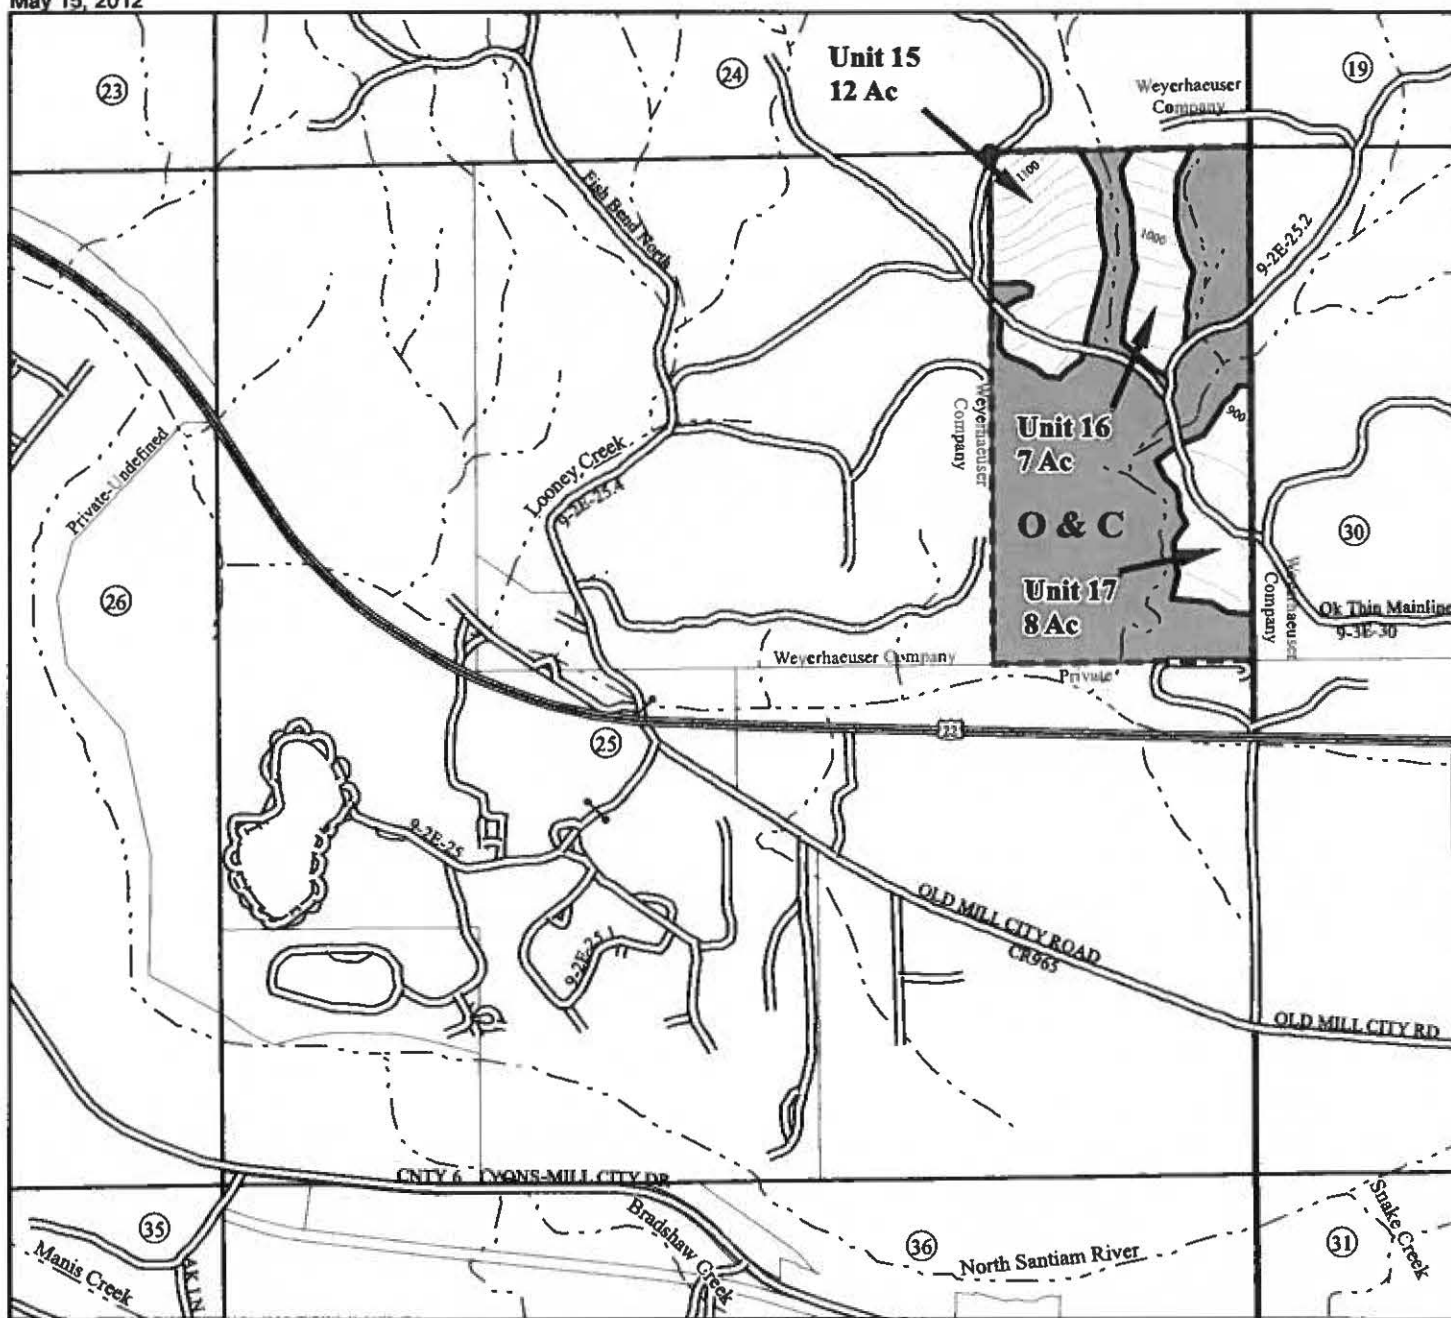 May 15, 2012
Unit 15
12 Ac
23
24
19
Weyerhaeuser
Company
1100
Fish Bend North
1000
9-2E-25.2
900
Weyerhaeuser
Company
Unit 16
7 Ac
Private-Undefined
Looney Creek
9-2E-25.4
O & C
30
26
Unit 17
8 Ac
Weyerhaeuser
Company
Ok Thin Mainline
9-3E-30
Weyerhaeuser Company
Private
22
25
9-2E-25
OLD MILL CITY ROAD
CR965
9-2E-25.1
OLD MILL CITY RD
CNTY 6 LYONS-MILL CITY DR
35
Manis Creek
Bradshaw Creek
36
North Santiam River
31
Snake Creek